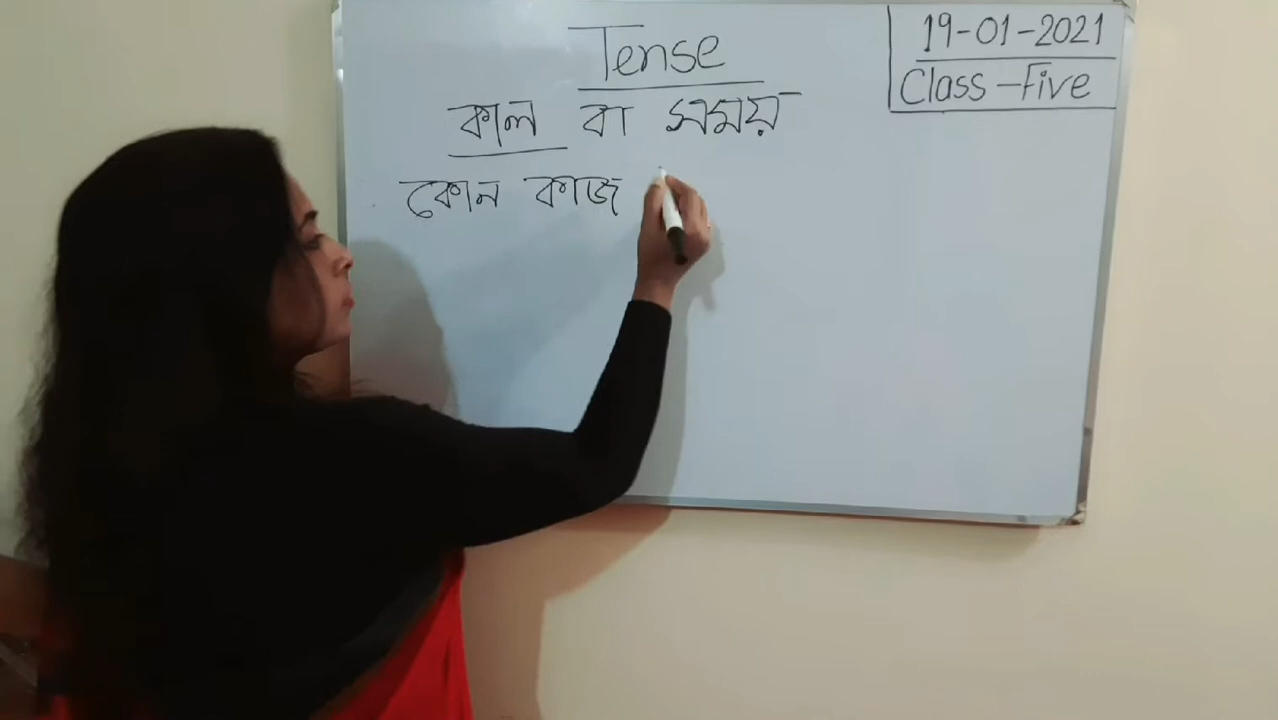 Tense
19-01-2021
Class-Five
কাল বা সময়
কোন কাজ